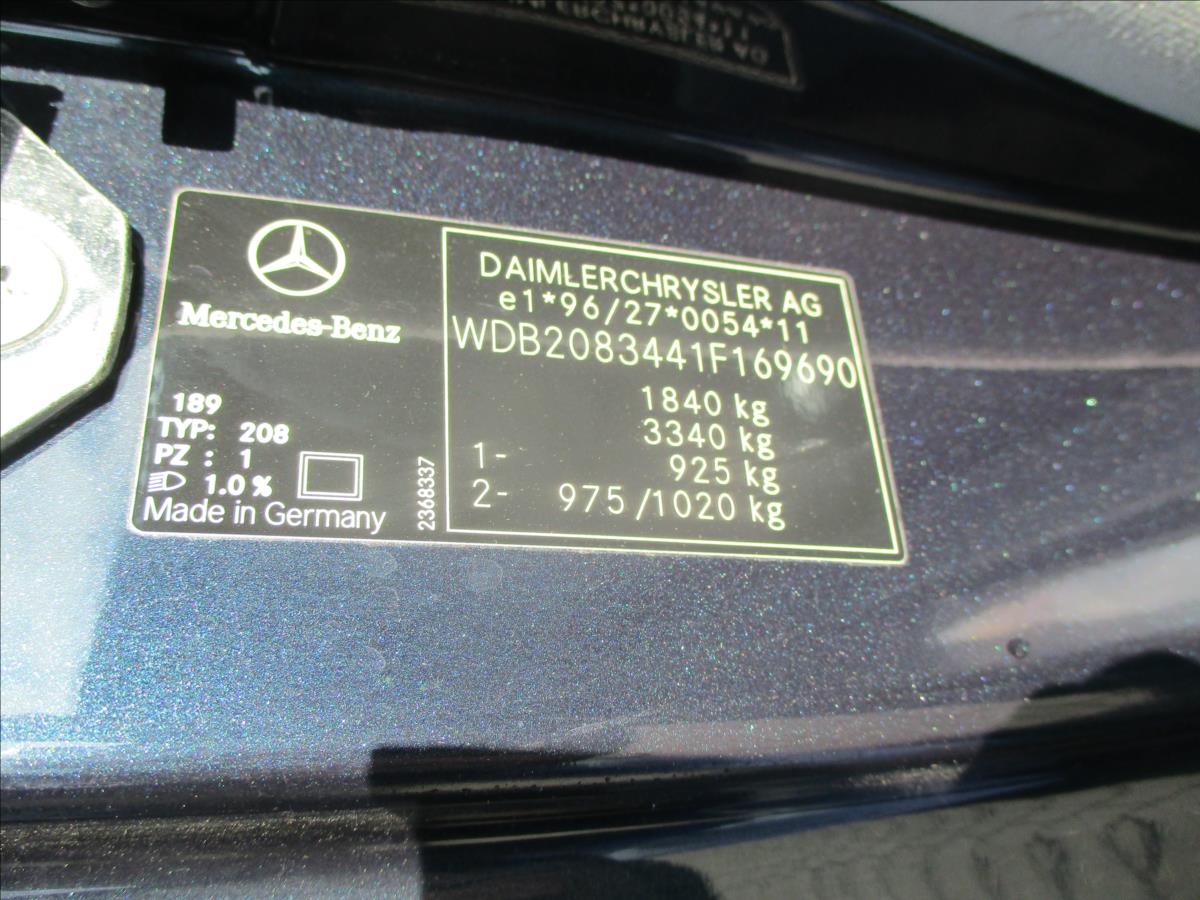 Mercedes-Benz
189
TYP: 208
PZ : 1
1.0 %
Made in Germany
2368337
DAIMLERCHRYSLER AG
e1*96/27*0054*11
WDB2083441F169690
1840 kg
3340 kg
1- 925 kg
2- 975/1020 kg